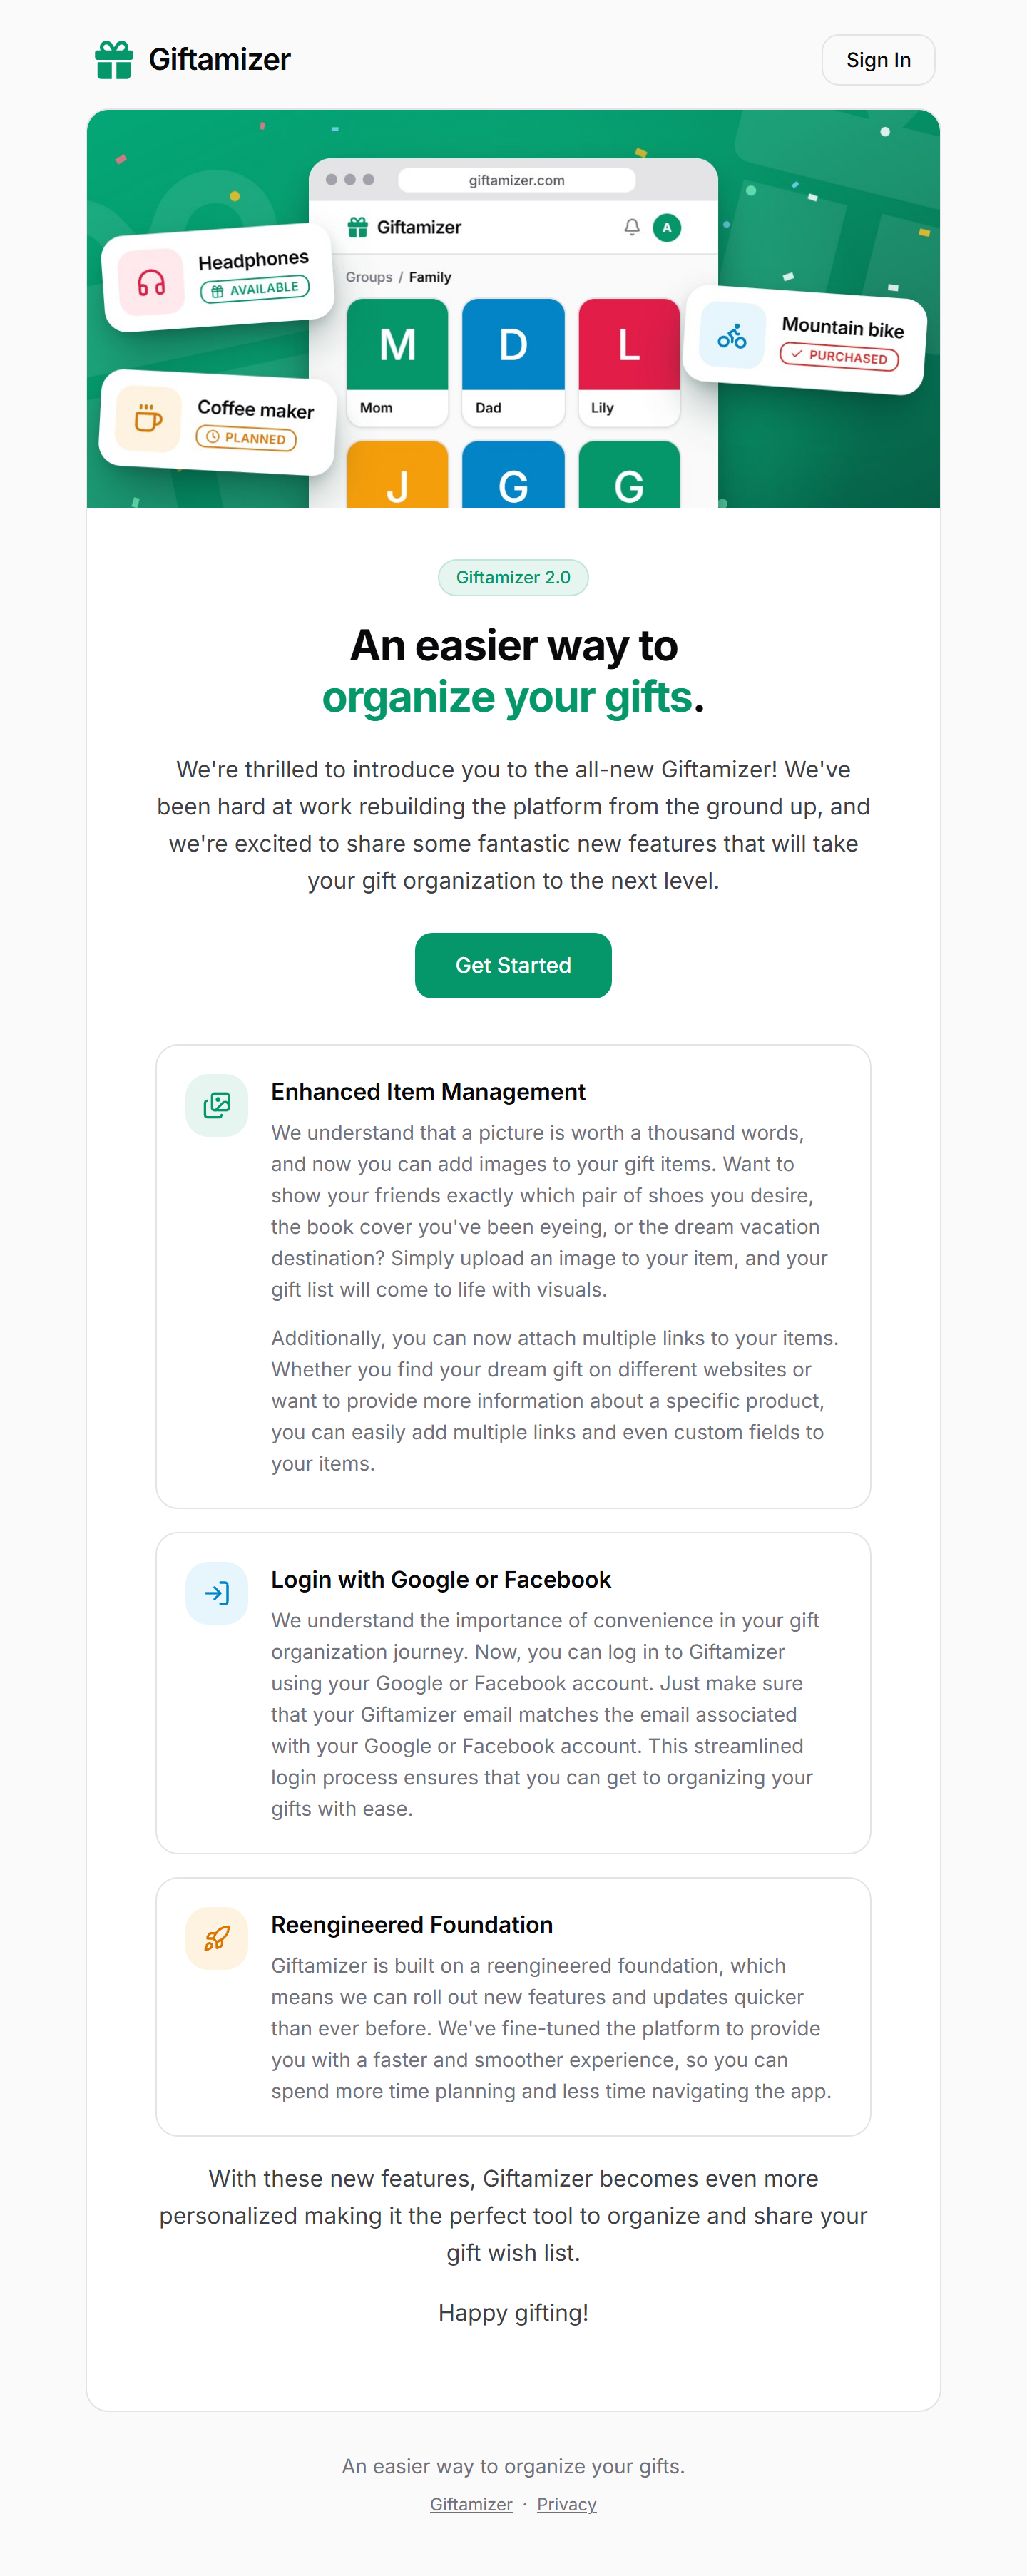 Giftamizer
Sign In
giftamizer.com
Giftamizer
A
Groups / Family
Headphones
AVAILABLE
Coffee maker
PLANNED
M
D
L
Mom
Dad
Lily
J
G
G
Mountain bike
PURCHASED
Giftamizer 2.0
An easier way to
organize your gifts.
We're thrilled to introduce you to the all-new Giftamizer! We've
been hard at work rebuilding the platform from the ground up, and
we're excited to share some fantastic new features that will take
your gift organization to the next level.
Get Started
Enhanced Item Management
We understand that a picture is worth a thousand words,
and now you can add images to your gift items. Want to
show your friends exactly which pair of shoes you desire,
the book cover you've been eyeing, or the dream vacation
destination? Simply upload an image to your item, and your
gift list will come to life with visuals.
Additionally, you can now attach multiple links to your items.
Whether you find your dream gift on different websites or
want to provide more information about a specific product,
you can easily add multiple links and even custom fields to
your items.
Login with Google or Facebook
We understand the importance of convenience in your gift
organization journey. Now, you can log in to Giftamizer
using your Google or Facebook account. Just make sure
that your Giftamizer email matches the email associated
with your Google or Facebook account. This streamlined
login process ensures that you can get to organizing your
gifts with ease.
Reengineered Foundation
Giftamizer is built on a reengineered foundation, which
means we can roll out new features and updates quicker
than ever before. We've fine-tuned the platform to provide
you with a faster and smoother experience, so you can
spend more time planning and less time navigating the app.
With these new features, Giftamizer becomes even more
personalized making it the perfect tool to organize and share your
gift wish list.
Happy gifting!
An easier way to organize your gifts.
Giftamizer · Privacy